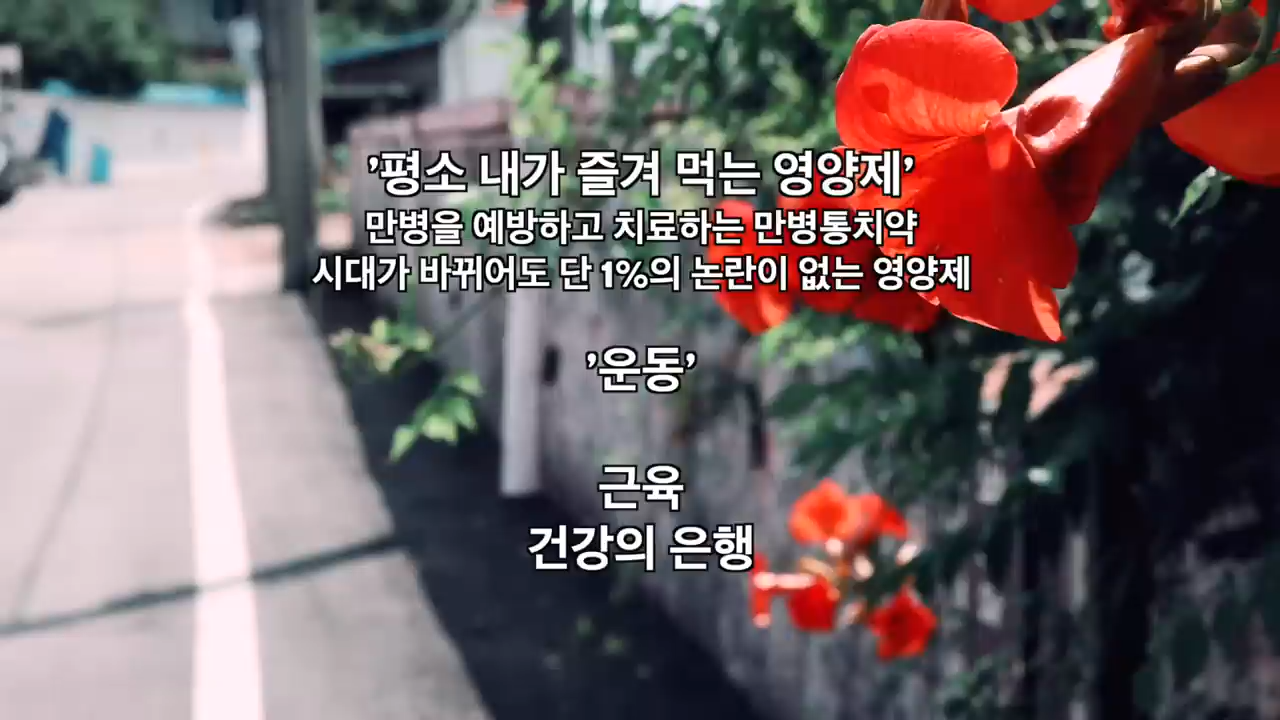 ’평소 내가 즐겨 먹는 영양제’
만병을 예방하고 치료하는 만병통치약
시대가 바뀌어도 단 1%의 논란이 없는 영양제
’운동’
근육
건강의 은행